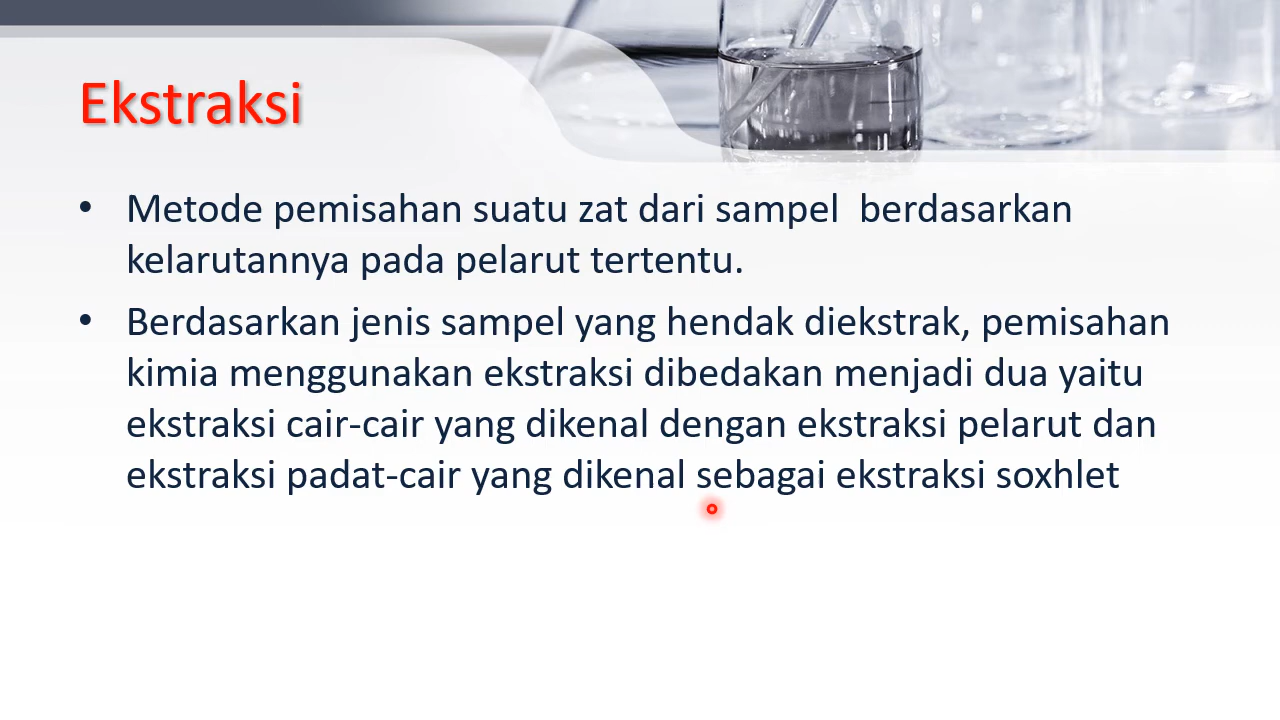 Ekstraksi
• Metode pemisahan suatu zat dari sampel  berdasarkan
kelarutannya pada pelarut tertentu.
• Berdasarkan jenis sampel yang hendak diekstrak, pemisahan
kimia menggunakan ekstraksi dibedakan menjadi dua yaitu
ekstraksi cair-cair yang dikenal dengan ekstraksi pelarut dan
ekstraksi padat-cair yang dikenal sebagai ekstraksi soxhlet